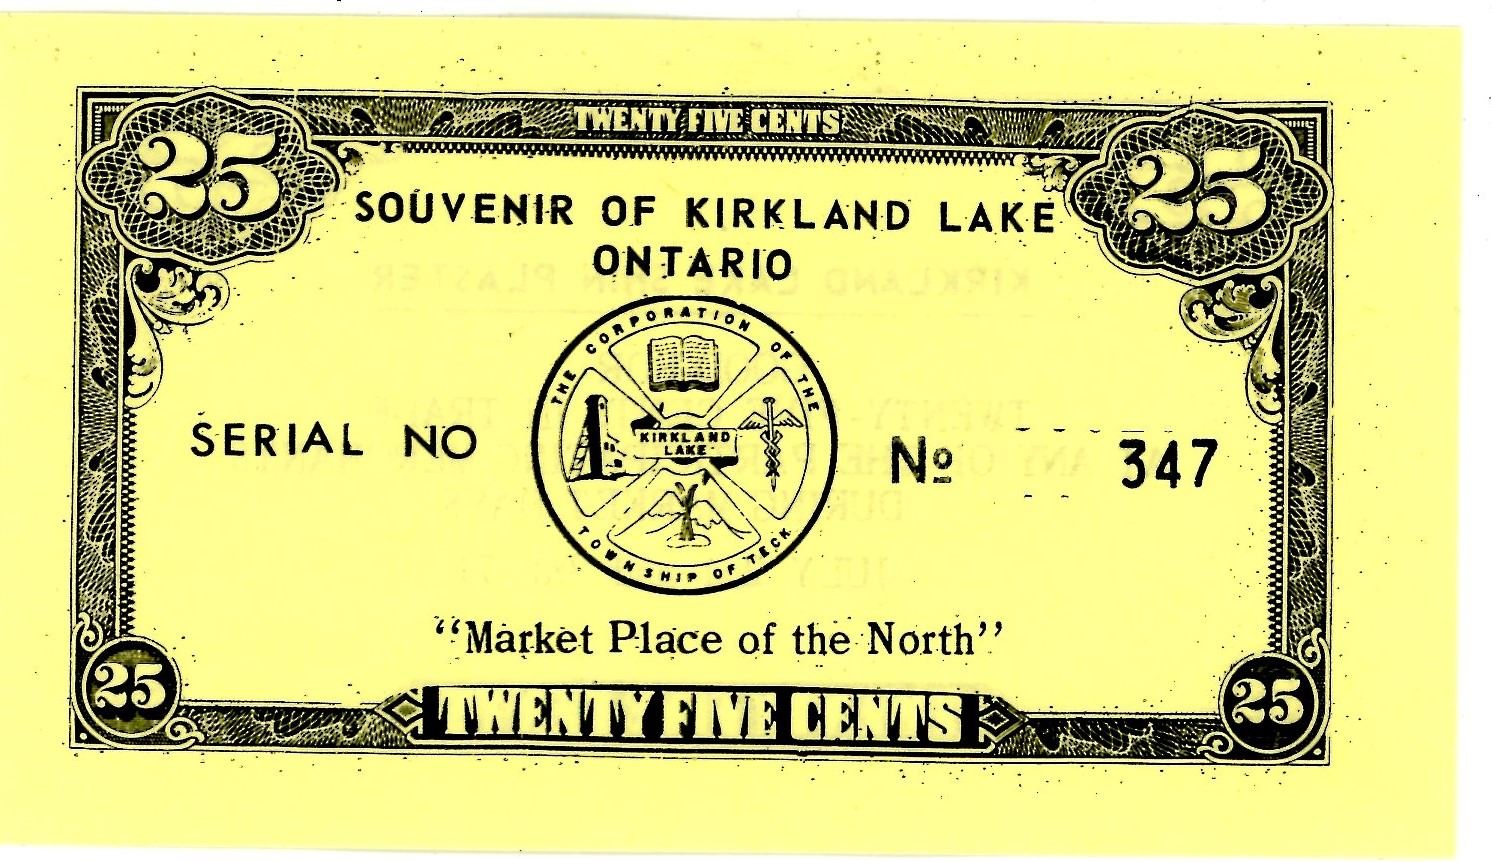 TWENTY FIVE CENTS
25
25
SOUVENIR OF KIRKLAND LAKE
ONTARIO
THE CORPORATION OF THE
KIRKLAND
LAKE
TOWNSHIP OF TECK
SERIAL NO
No 347
“Market Place of the North”
25
TWENTY FIVE CENTS
25